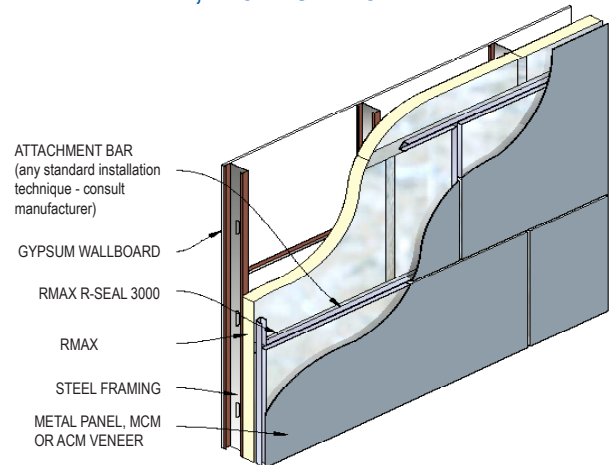 ATTACHMENT BAR
(any standard installation
technique - consult
manufacturer)
GYPSUM WALLBOARD
RMAX R-SEAL 3000
RMAX
STEEL FRAMING
METAL PANEL, MCM
OR ACM VENEER